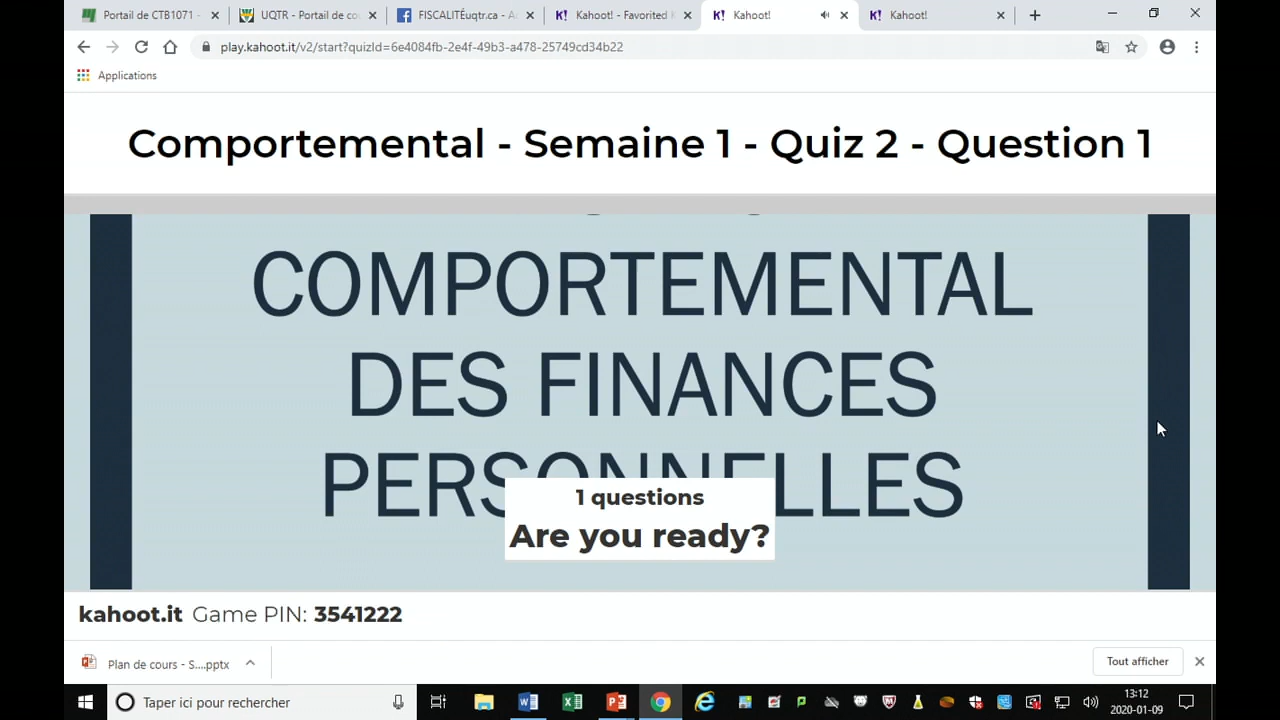 Portail de CTB1071 -
UQTR - Portail de co
FISCALITÉuqtr.ca - A
Kahoot! - Favorited K
Kahoot!
Kahoot!
play.kahoot.it/v2/start?quizId=6e4084fb-2e4f-49b3-a478-25749cd34b22
Applications
Comportemental - Semaine 1 - Quiz 2 - Question 1
COMPORTEMENTAL
DES FINANCES
PERSONNELLES
1 questions
Are you ready?
kahoot.it Game PIN: 3541222
Plan de cours - S....pptx
Tout afficher
Taper ici pour rechercher
13:12
2020-01-09